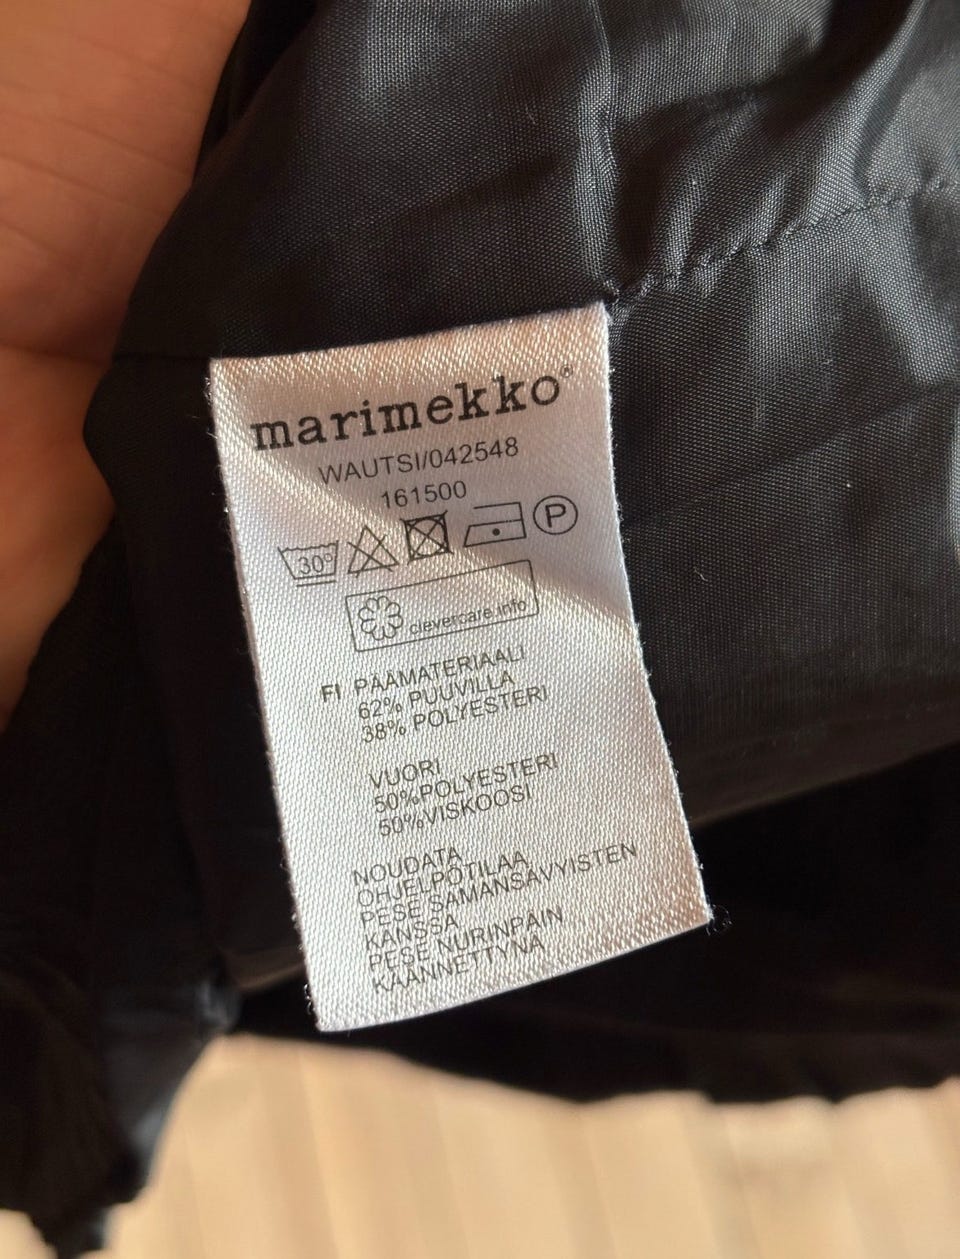 marimekko®
WAUTSI/042548
161500
30° P
clevercare.info
FI PÄÄMATERIAALI
62% PUUVILLA
38% POLYESTERI
VUORI
50%POLYESTERI
50%VISKOOSI
NOUDATA
OHJELPÖTILAA
PESE SAMANSÄVYISTEN
KANSSA
PESE NURINPÄIN
KÄÄNNETTYNÄ